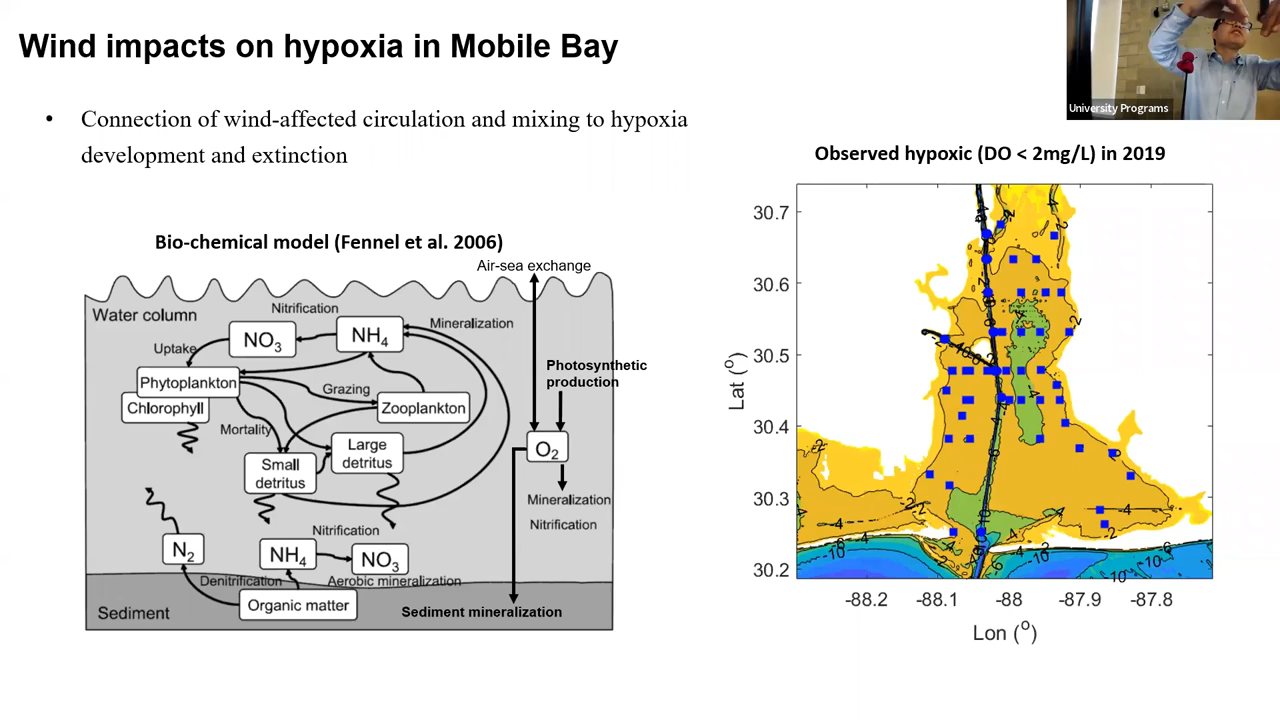 Wind impacts on hypoxia in Mobile Bay
University Programs
• Connection of wind-affected circulation and mixing to hypoxia
development and extinction
Observed hypoxic (DO < 2mg/L) in 2019
Bio-chemical model (Fennel et al. 2006)
Air-sea exchange
Water column
Nitrification
Mineralization
NO3
NH4
Uptake
Photosynthetic
production
Phytoplankton
Chlorophyll
Grazing
Zooplankton
Mortality
Large
detritus
O2
Small
detritus
Mineralization
Nitrification
Nitrification
N2
NH4
NO3
Denitrification
Aerobic mineralization
Organic matter
Sediment
Sediment mineralization
30.7
30.6
30.5
30.4
30.3
30.2
Lat (o)
-88.2 -88.1 -88 -87.9 -87.8
Lon (o)